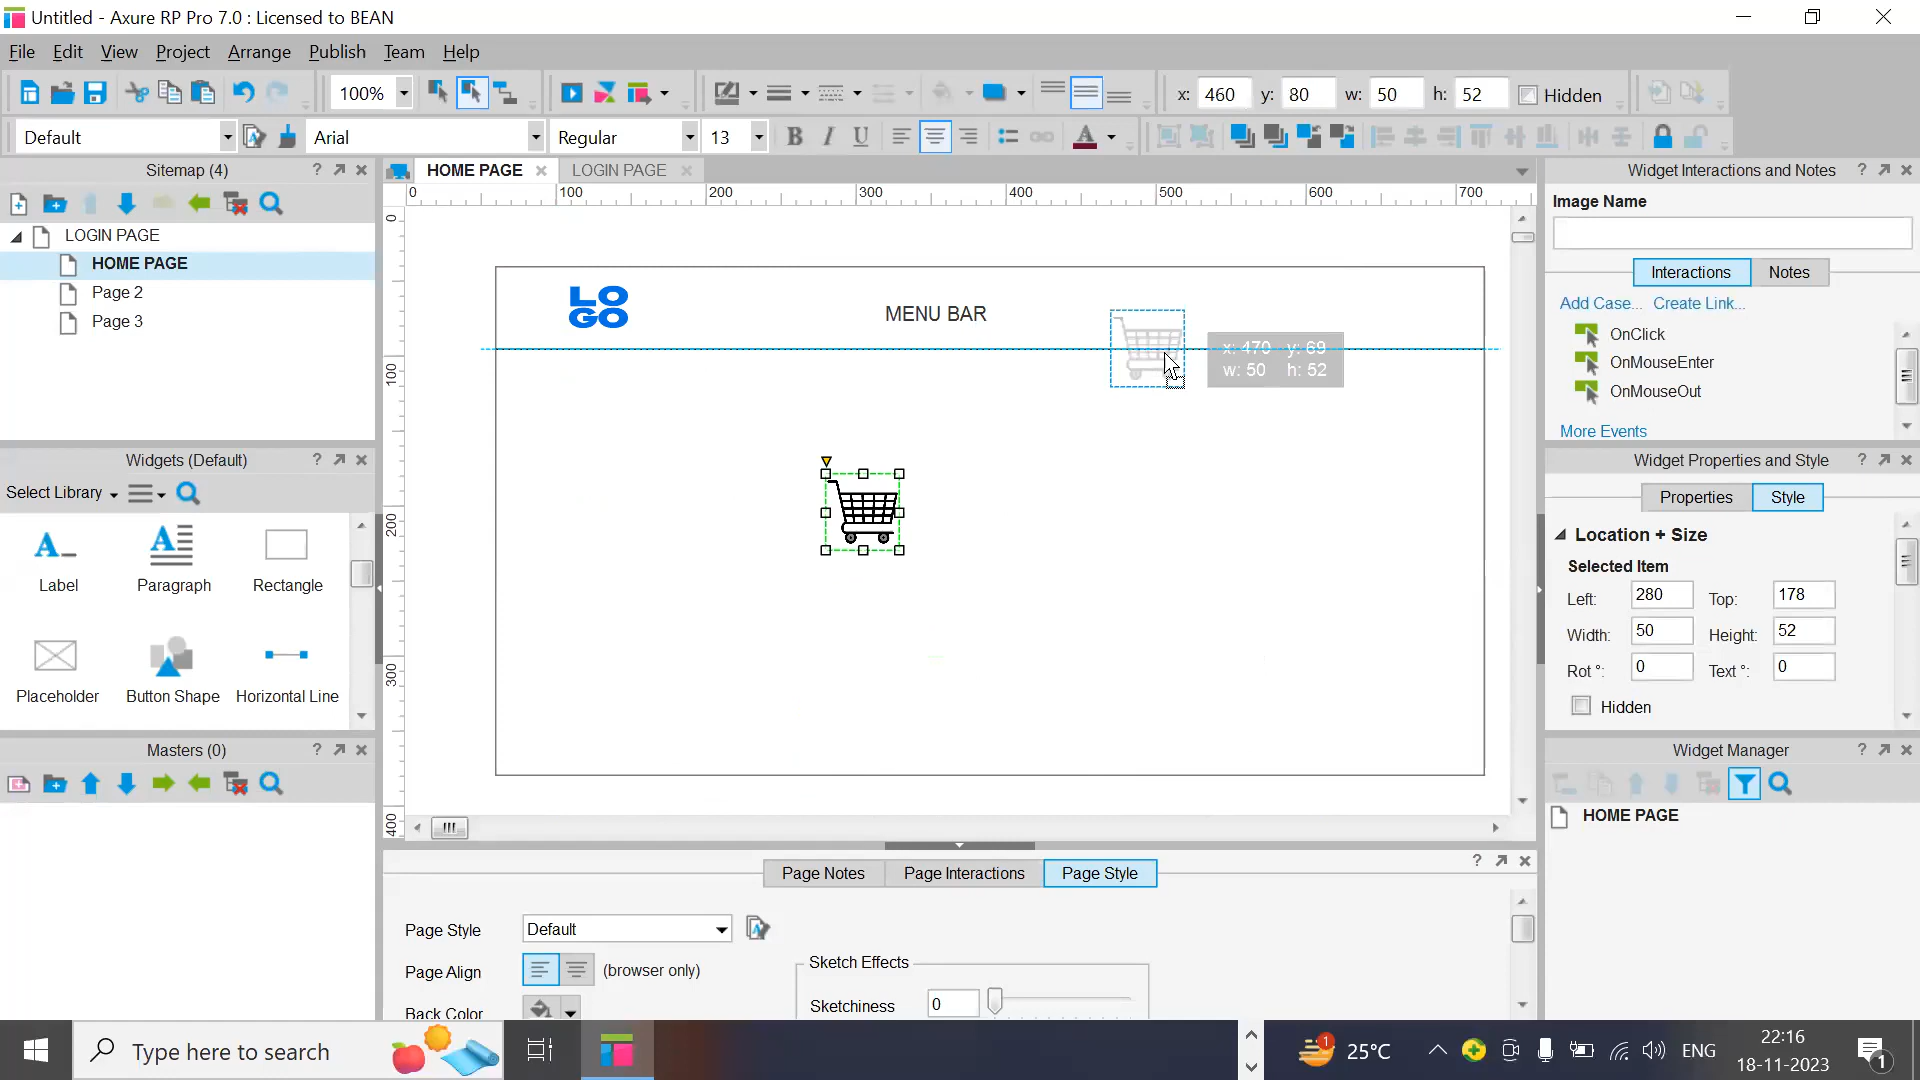 Untitled - Axure RP Pro 7.0 : Licensed to BEAN
File Edit View Project Arrange Publish Team Help
100% x: 460 y: 80 w: 50 h: 52 Hidden
Default Arial Regular 13 B I U A
Sitemap (4) ?
HOME PAGE LOGIN PAGE
Widget Interactions and Notes ?
0 100 200 300 400 500 600 700
LOGIN PAGE
HOME PAGE
Page 2
Page 3
Image Name
Interactions Notes
Add Case... Create Link...
OnClick
OnMouseEnter
OnMouseOut
More Events
0
100
200
300
400
LO
GO
MENU BAR
x: 470 y: 69
w: 50 h: 52
Widgets (Default) ?
Select Library
Label Paragraph Rectangle
Placeholder Button Shape Horizontal Line
Widget Properties and Style ?
Properties Style
Location + Size
Selected Item
Left: 280 Top: 178
Width: 50 Height: 52
Rot °: 0 Text °: 0
Hidden
Masters (0) ?
Widget Manager ?
HOME PAGE
Page Notes Page Interactions Page Style ?
Page Style Default
Page Align (browser only)
Back Color
Sketch Effects
Sketchiness 0
Type here to search
1 25°C ENG 22:16
18-11-2023 1